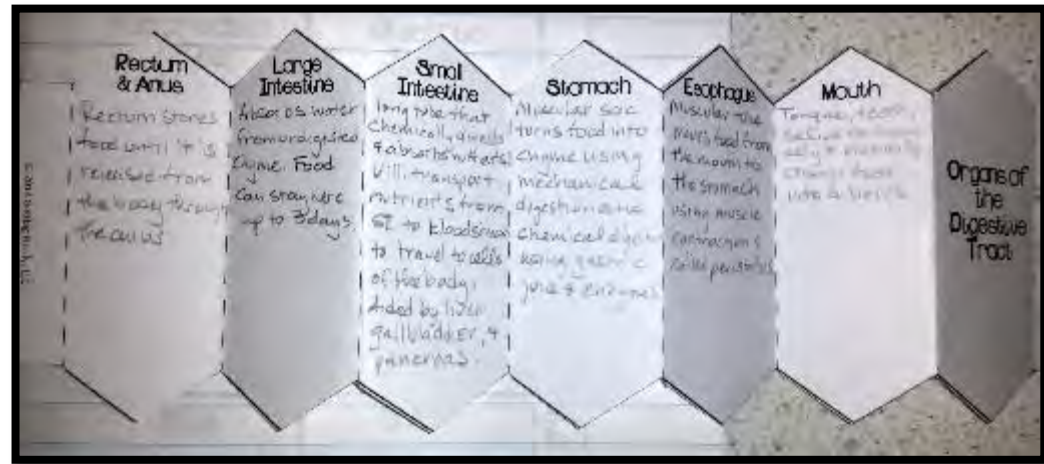 Rectum
& Anus
Rectum stores
food until it is
release from
the body through
the anus
Large
Intestine
Absorbs water
from undigested
chyme. Food
can stay here
up to 3 days.
Small
Intestine
long tube that
chemically digests
& absorbs nutrients
Villi transport
nutrients from
SI to bloodstream
to travel to cells
of the body.
Aided by liver
gallbladder, &
pancreas.
Stomach
Muscular sac
turns food into
chyme using
mechanical
digestion and
chemical
using gastric
juice & enzymes
Esophagus
Muscular tube
moves food from
the mouth to
the stomach
using muscle
contractions
called peristalsis
Mouth
Tongue, teeth,
saliva
change food
into a bolus
Organs of
the
Digestive
Tract